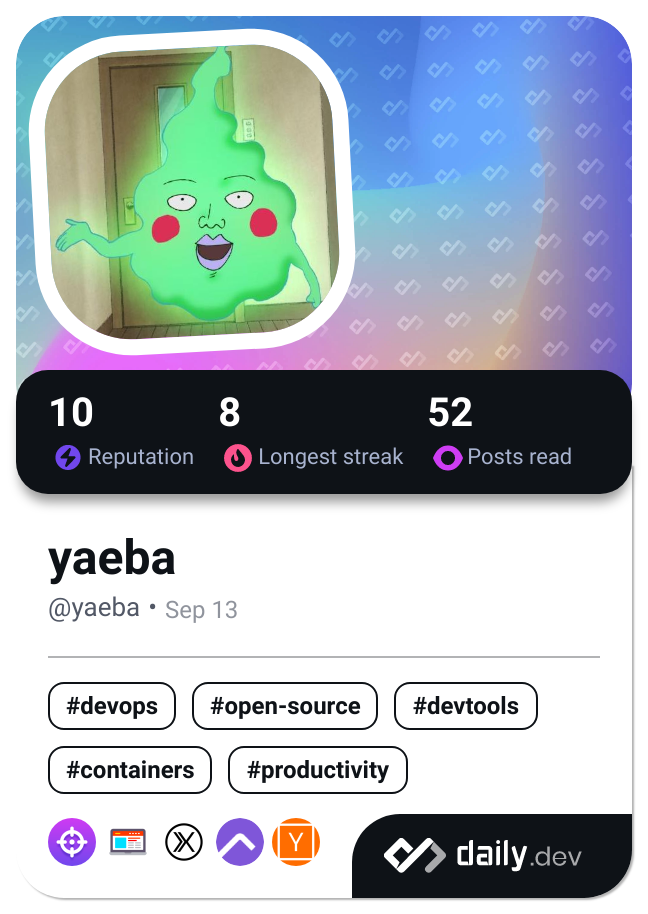 10 8 52
Reputation Longest streak Posts read
yaeba
@yaeba • Sep 13
#devops #open-source #devtools
#containers #productivity
Y daily.dev